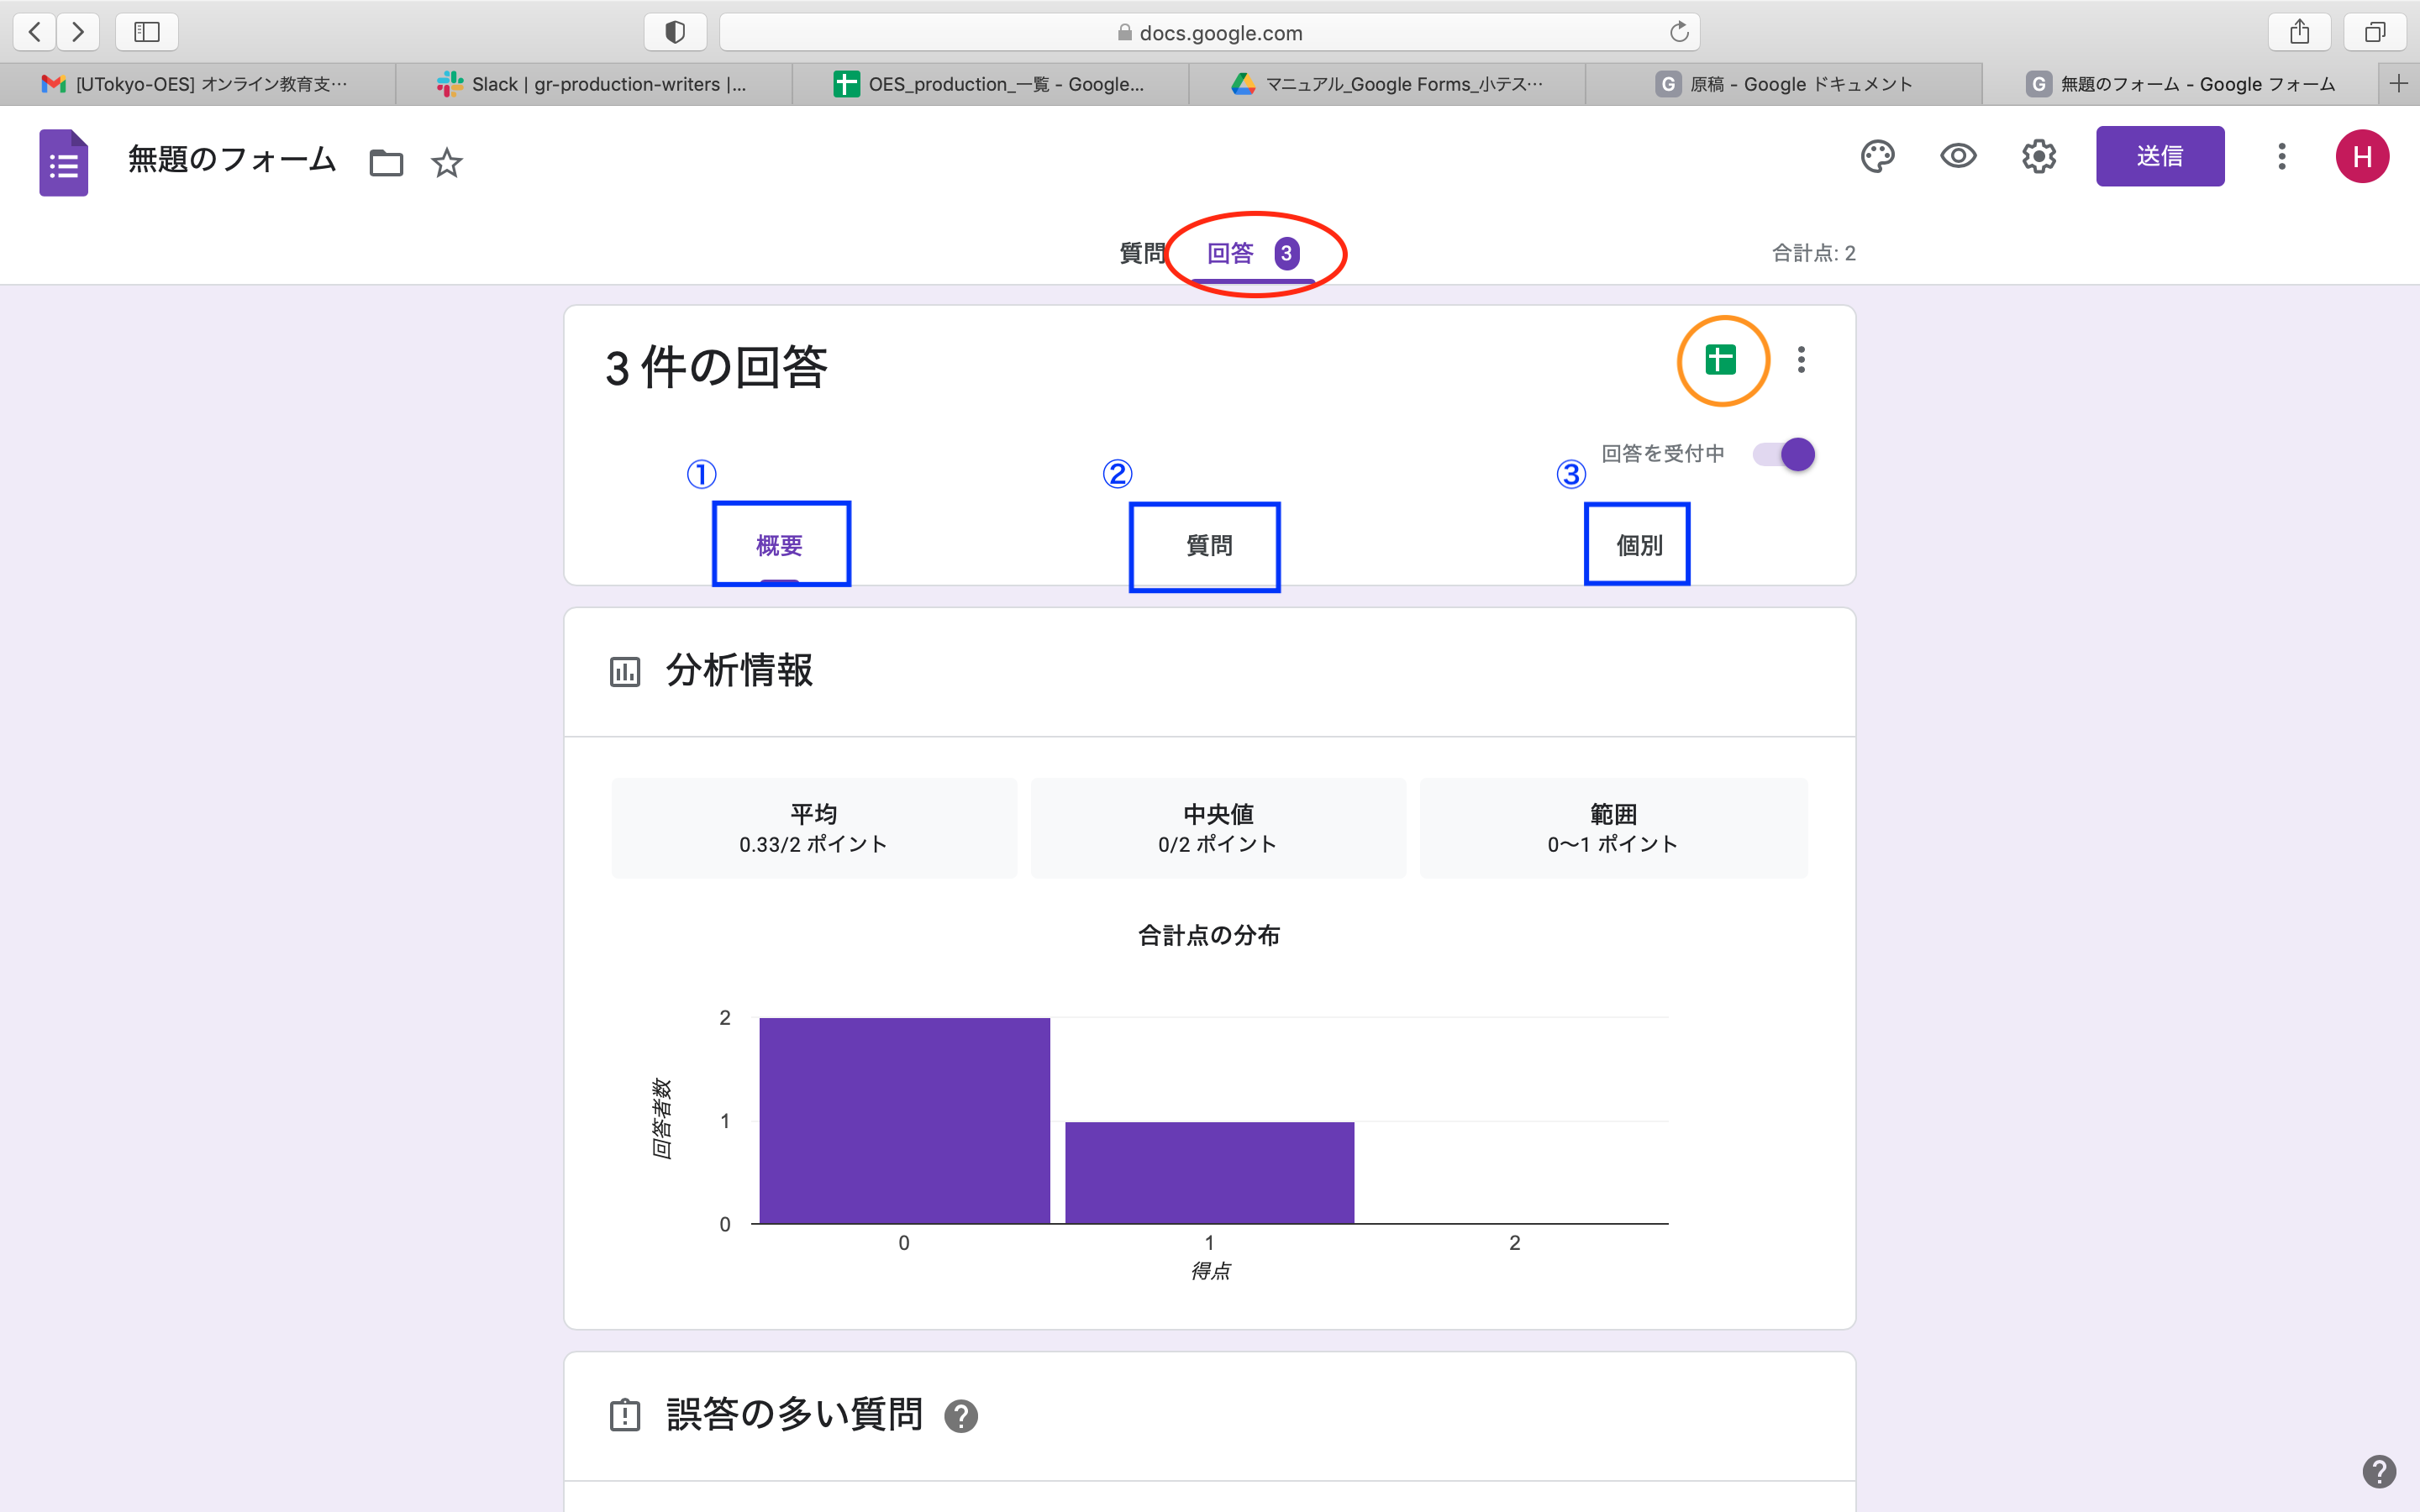 docs.google.com
[UTokyo-OES] オンライン教育支…
Slack | gr-production-writers |...
OES_production_一覧 - Google...
マニュアル_Google Forms_小テス…
G 原稿 - Google ドキュメント
G 無題のフォーム - Google フォーム
無題のフォーム
送信
H
質問
回答 3
合計点: 2
3 件の回答
回答を受付中
① ② ③
概要 質問 個別
分析情報
平均
0.33/2 ポイント
中央値
0/2 ポイント
範囲
0〜1 ポイント
合計点の分布
回答者数
2
1
0
0 1 2
得点
誤答の多い質問